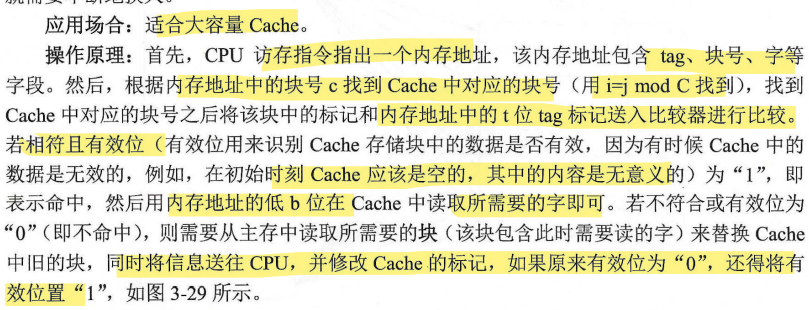 应用场合：适合大容量 Cache。
操作原理：首先，CPU 访存指令指出一个内存地址，该内存地址包含 tag、块号、字等
字段。然后，根据内存地址中的块号 c 找到 Cache 中对应的块号（用 i=j mod C 找到），找到
Cache 中对应的块号之后将该块中的标记和内存地址中的 t 位 tag 标记送入比较器进行比较。
若相符且有效位（有效位用来识别 Cache 存储块中的数据是否有效，因为有时候 Cache 中的
数据是无效的，例如，在初始时刻 Cache 应该是空的，其中的内容是无意义的）为“1”，即
表示命中，然后用内存地址的低 b 位在 Cache 中读取所需要的字即可。若不符合或有效位为
“0”（即不命中），则需要从主存中读取所需要的块（该块包含此时需要读的字）来替换 Cache
中旧的块，同时将信息送往 CPU，并修改 Cache 的标记，如果原来有效位为“0”，还得将有
效位置“1”，如图 3-29 所示。